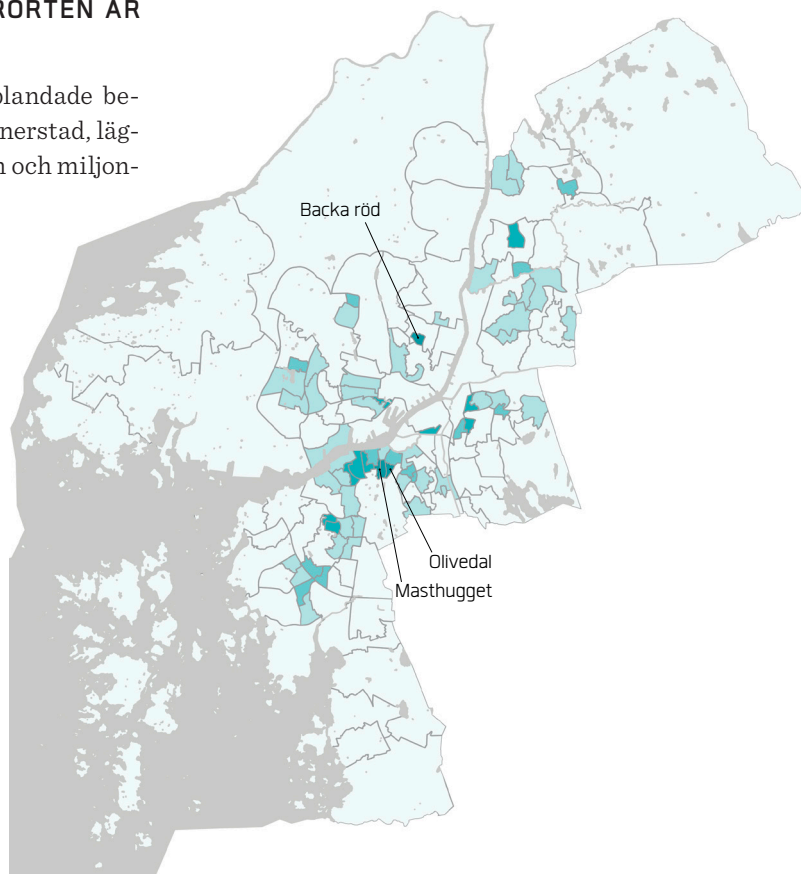 RORTEN ÄR
blandade be-
nerstad, läg-
n och miljon-
Backa röd
Olivedal
Masthugget